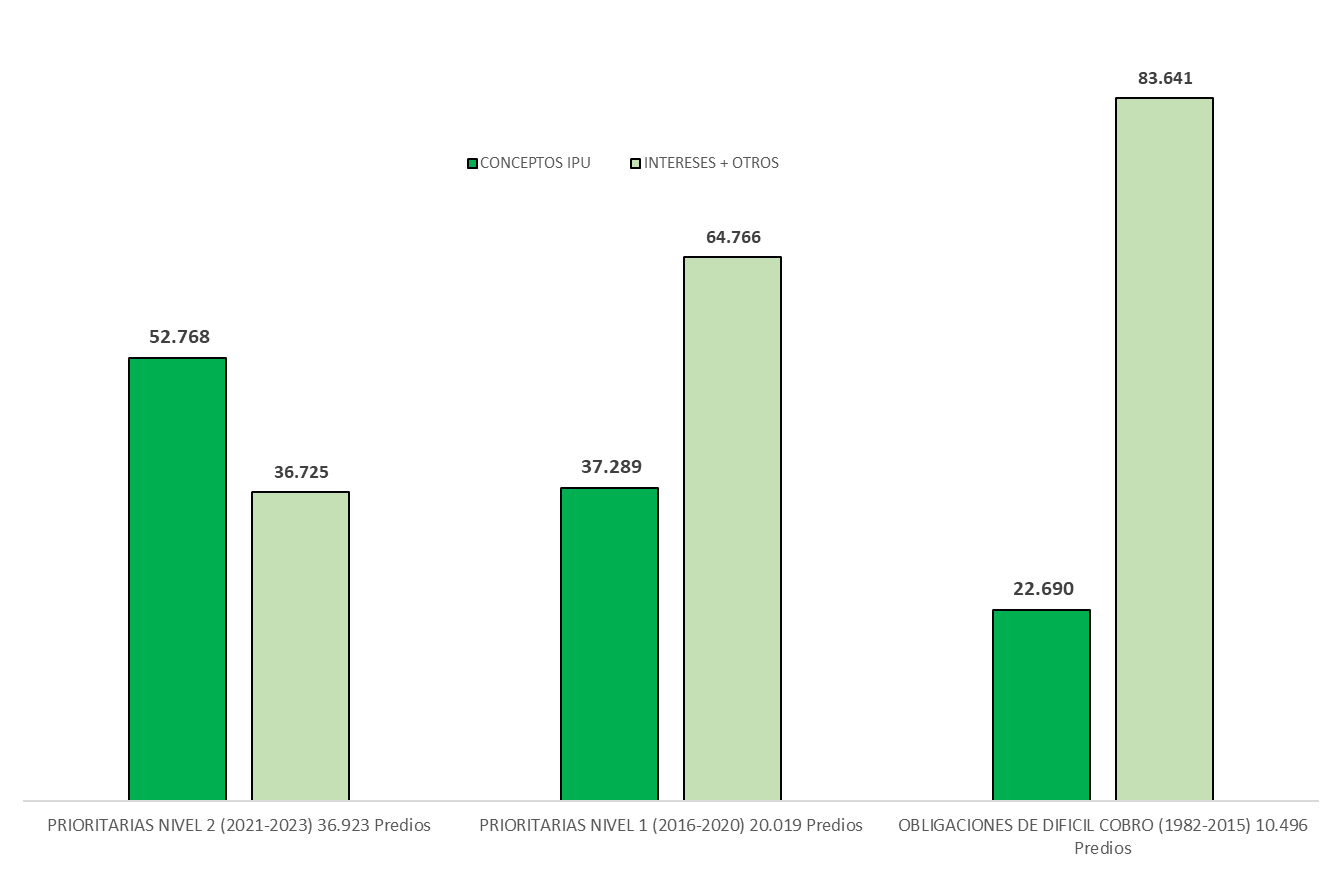 83.641
CONCEPTOS IPU
INTERESES + OTROS
64.766
52.768
37.289
36.725
22.690
PRIORITARIAS NIVEL 2 (2021-2023) 36.923 Predios
PRIORITARIAS NIVEL 1 (2016-2020) 20.019 Predios
OBLIGACIONES DE DIFICIL COBRO (1982-2015) 10.496
Predios